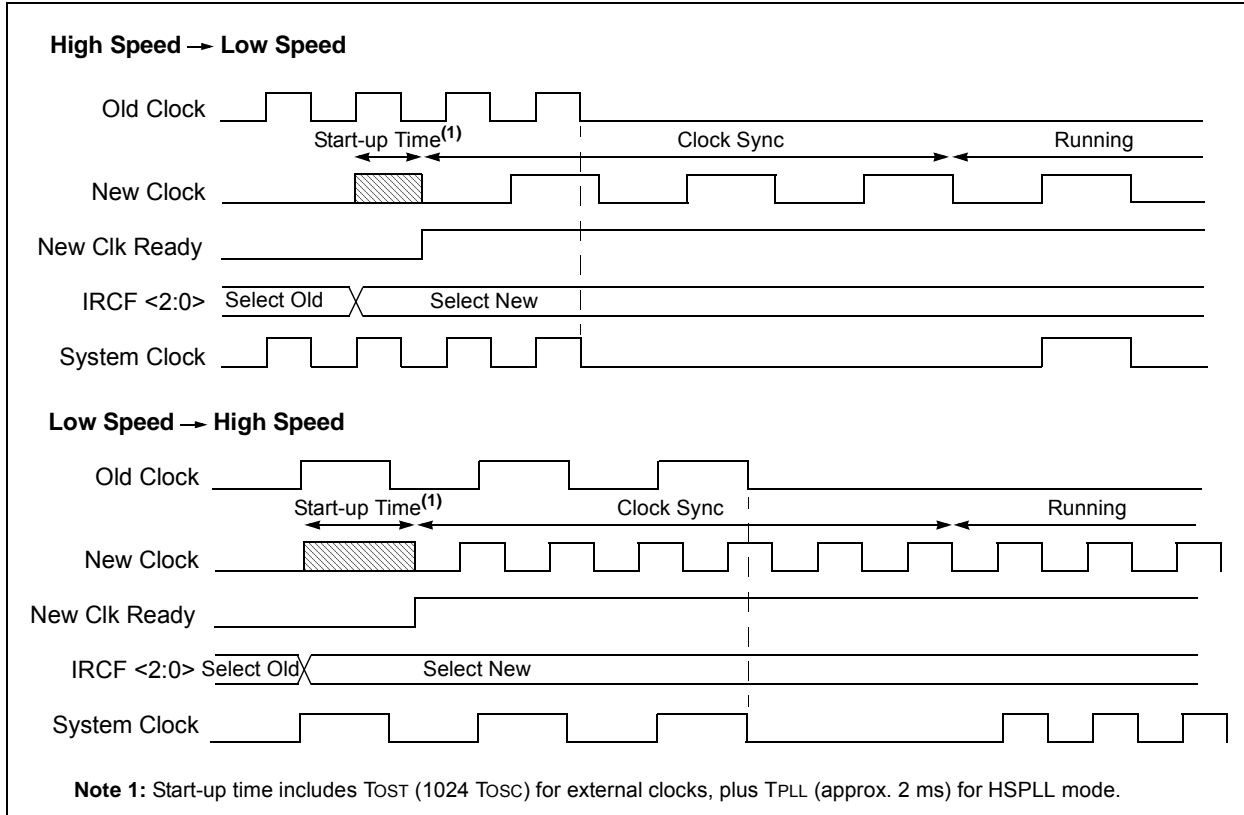 High Speed → Low Speed
Old Clock
Start-up Time(1) Clock Sync Running
New Clock
New Clk Ready
IRCF <2:0> Select Old Select New
System Clock
Low Speed → High Speed
Old Clock
Start-up Time(1) Clock Sync Running
New Clock
New Clk Ready
IRCF <2:0> Select Old Select New
System Clock
Note 1: Start-up time includes TOST (1024 TOSC) for external clocks, plus TPLL (approx. 2 ms) for HSPLL mode.